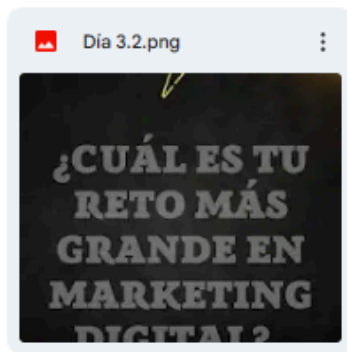 Día 3.2.png
¿CUÁL ES TU
RETO MÁS
GRANDE EN
MARKETING
DIGITAL?